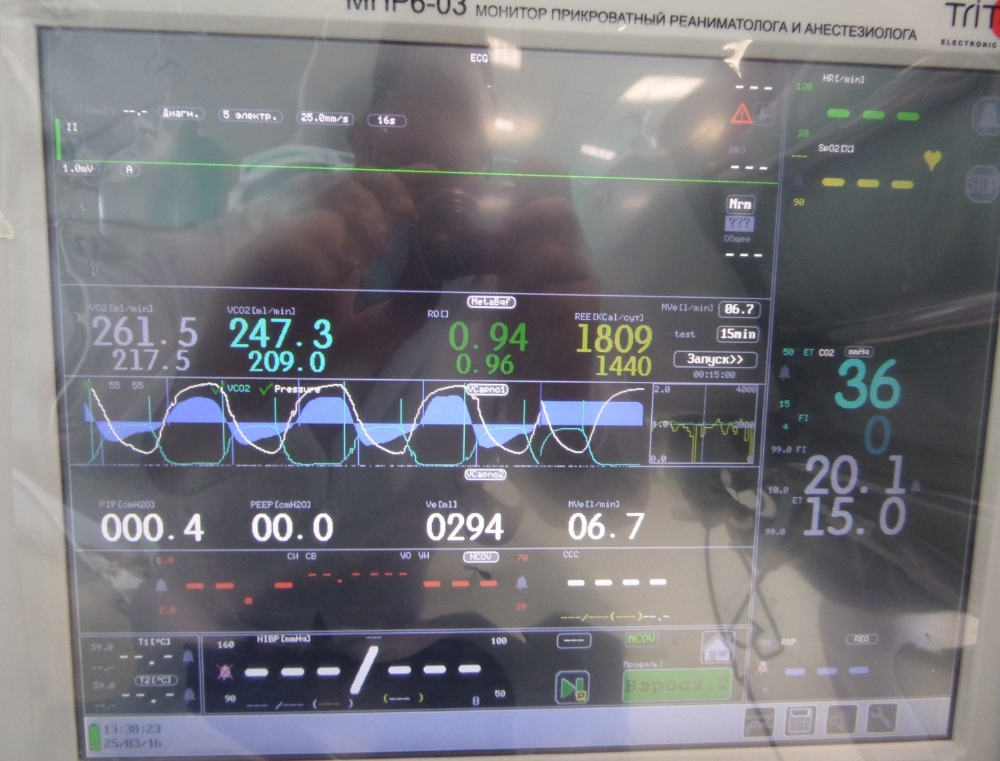 МПР6-03 МОНИТОР ПРИКРОВАТНЫЙ РЕАНИМАТОЛОГА И АНЕСТЕЗИОЛОГА
TriT
ELECTRONIC
ECG
ST[mm]: --.- Диагн. 5 электр. 25.0mm/s 16s
II
1.0mV A
---
НЖЭ
---
Nrm
???
Общее
---
HR[/min]
120
---
20
SpO2[%]
---
---
90
STOP
MetaBqf
VO2[ml/min] VCO2[ml/min] RQ[] REE[KCal/сут] MVe[l/min] 06.7
261.5 247.3 0.94 1809 test 15min
217.5 209.0 0.96 1440 Запуск>>
00:15:00
55 55 VCO2 Pressure VCapno1
2.0 4000
1.0 2000
0.0 0
VCapno2
PIP[cmH2O] PEEP[cmH2O] Ve[ml] MVe[l/min]
000.4 00.0 0294 06.7
50 ET CO2 mmHg
36
15
FI
4 0
99.0 FI
20.1
10.0
ET 15.0
99.0
5.0 СИ СВ УО УИ NCOV 70 ССС
--.- --.---- --- ----
2.0 20
---/---(---)--.-
39.0 T1[°C]
--.-
--.-
39.0 T2[°C]
--.-
--.-
160 NIBP[mmHg] --- 100
---/---
90 ---/---(---) (---) 0 50
--- NCOV
P
Профиль:
Взросл.2
50 RSP REO
---
5
13:38:23
25/03/16